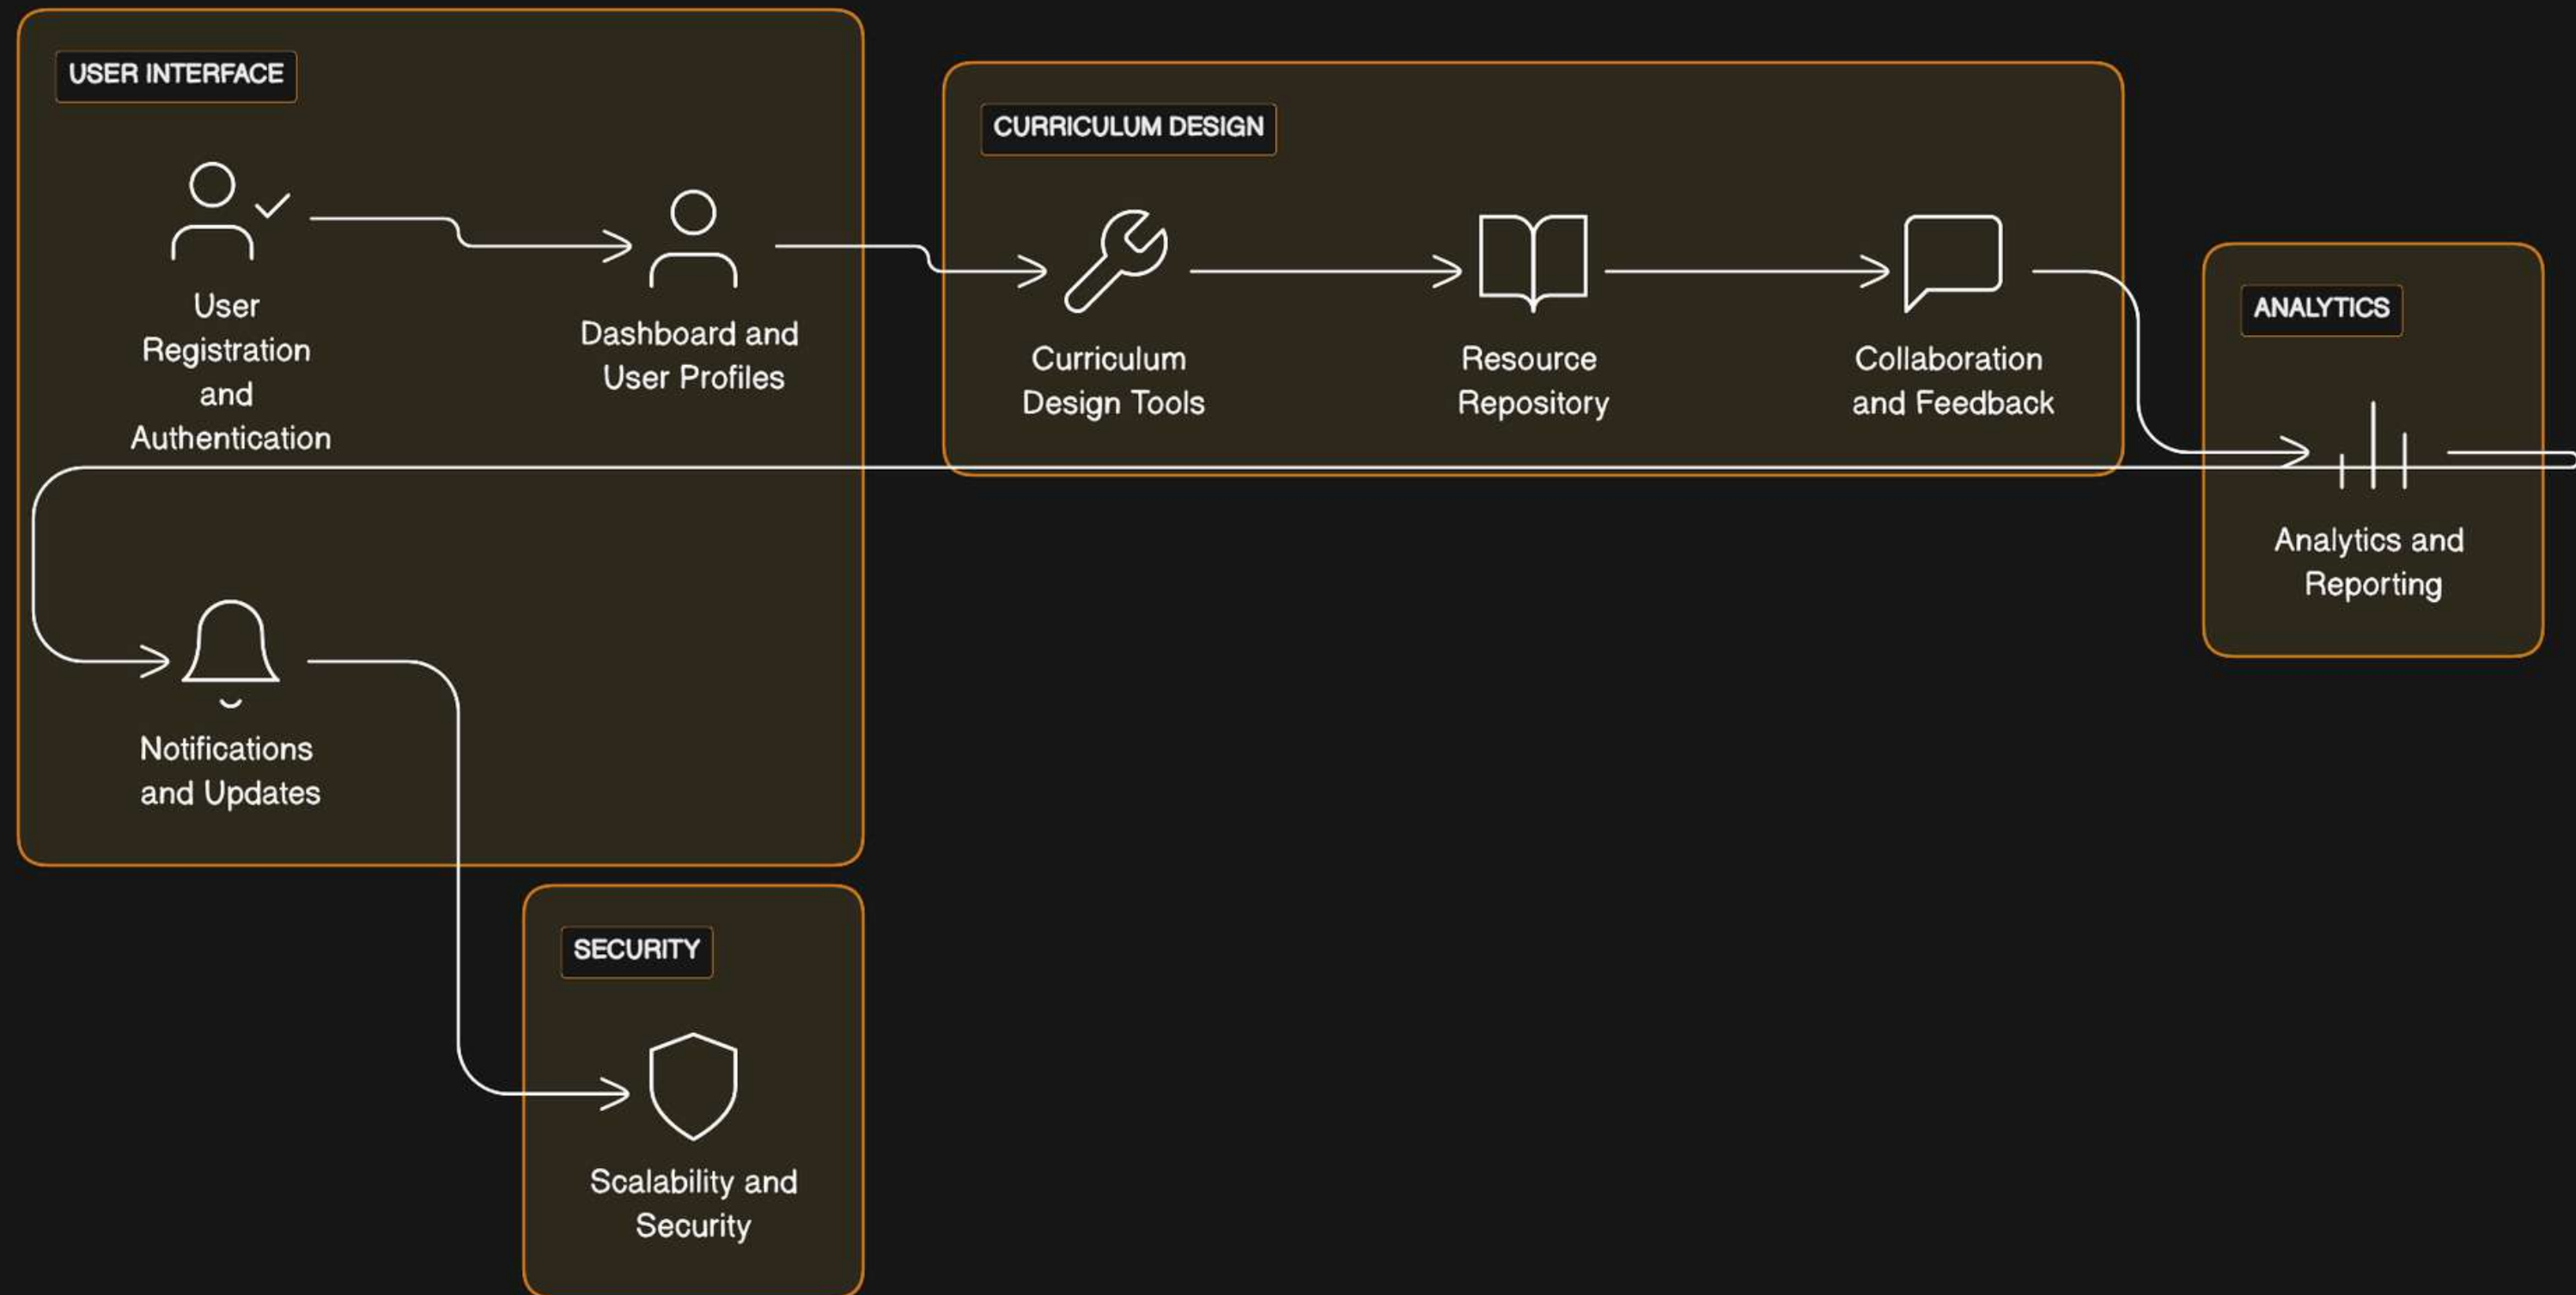 USER INTERFACE
User
Registration
and
Authentication
Dashboard and
User Profiles
Notifications
and Updates
CURRICULUM DESIGN
Curriculum
Design Tools
Resource
Repository
Collaboration
and Feedback
ANALYTICS
Analytics and
Reporting
SECURITY
Scalability and
Security